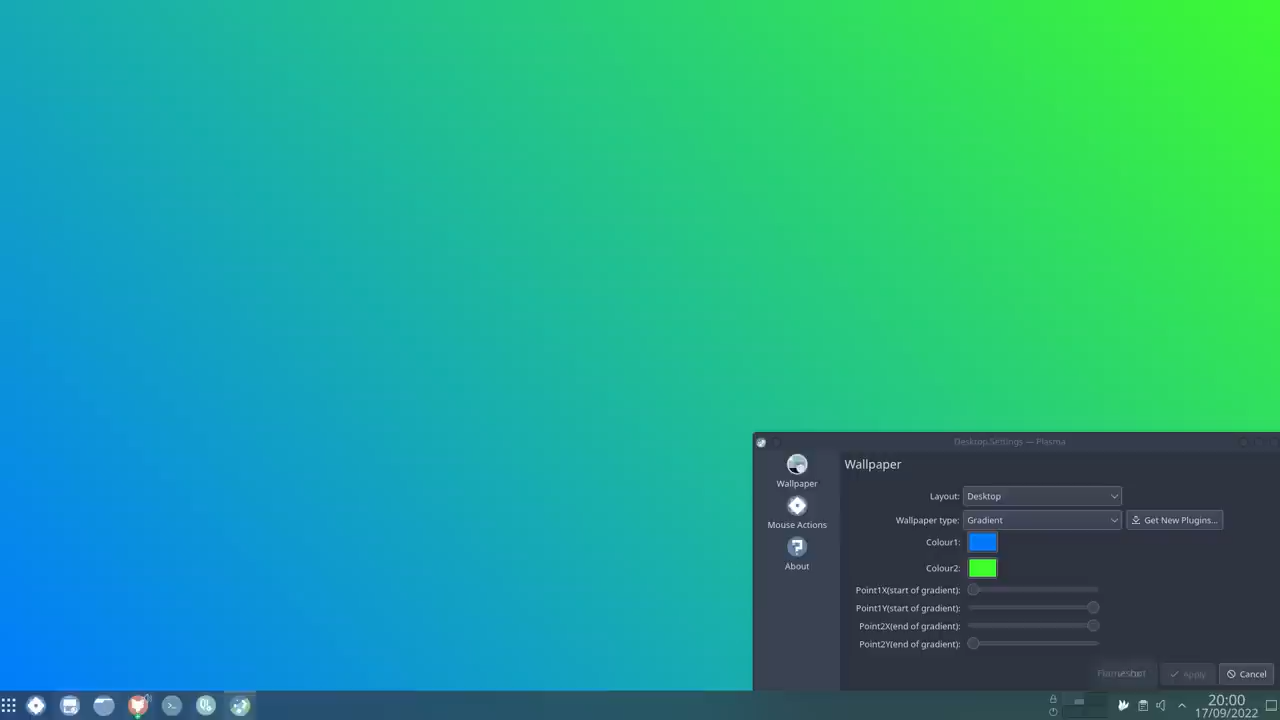 Desktop Settings — Plasma
Wallpaper
Wallpaper
Mouse Actions
About
Layout: Desktop
Wallpaper type: Gradient Get New Plugins...
Colour1:
Colour2:
Point1X(start of gradient):
Point1Y(start of gradient):
Point2X(end of gradient):
Point2Y(end of gradient):
Apply Cancel
20:00
17/09/2022